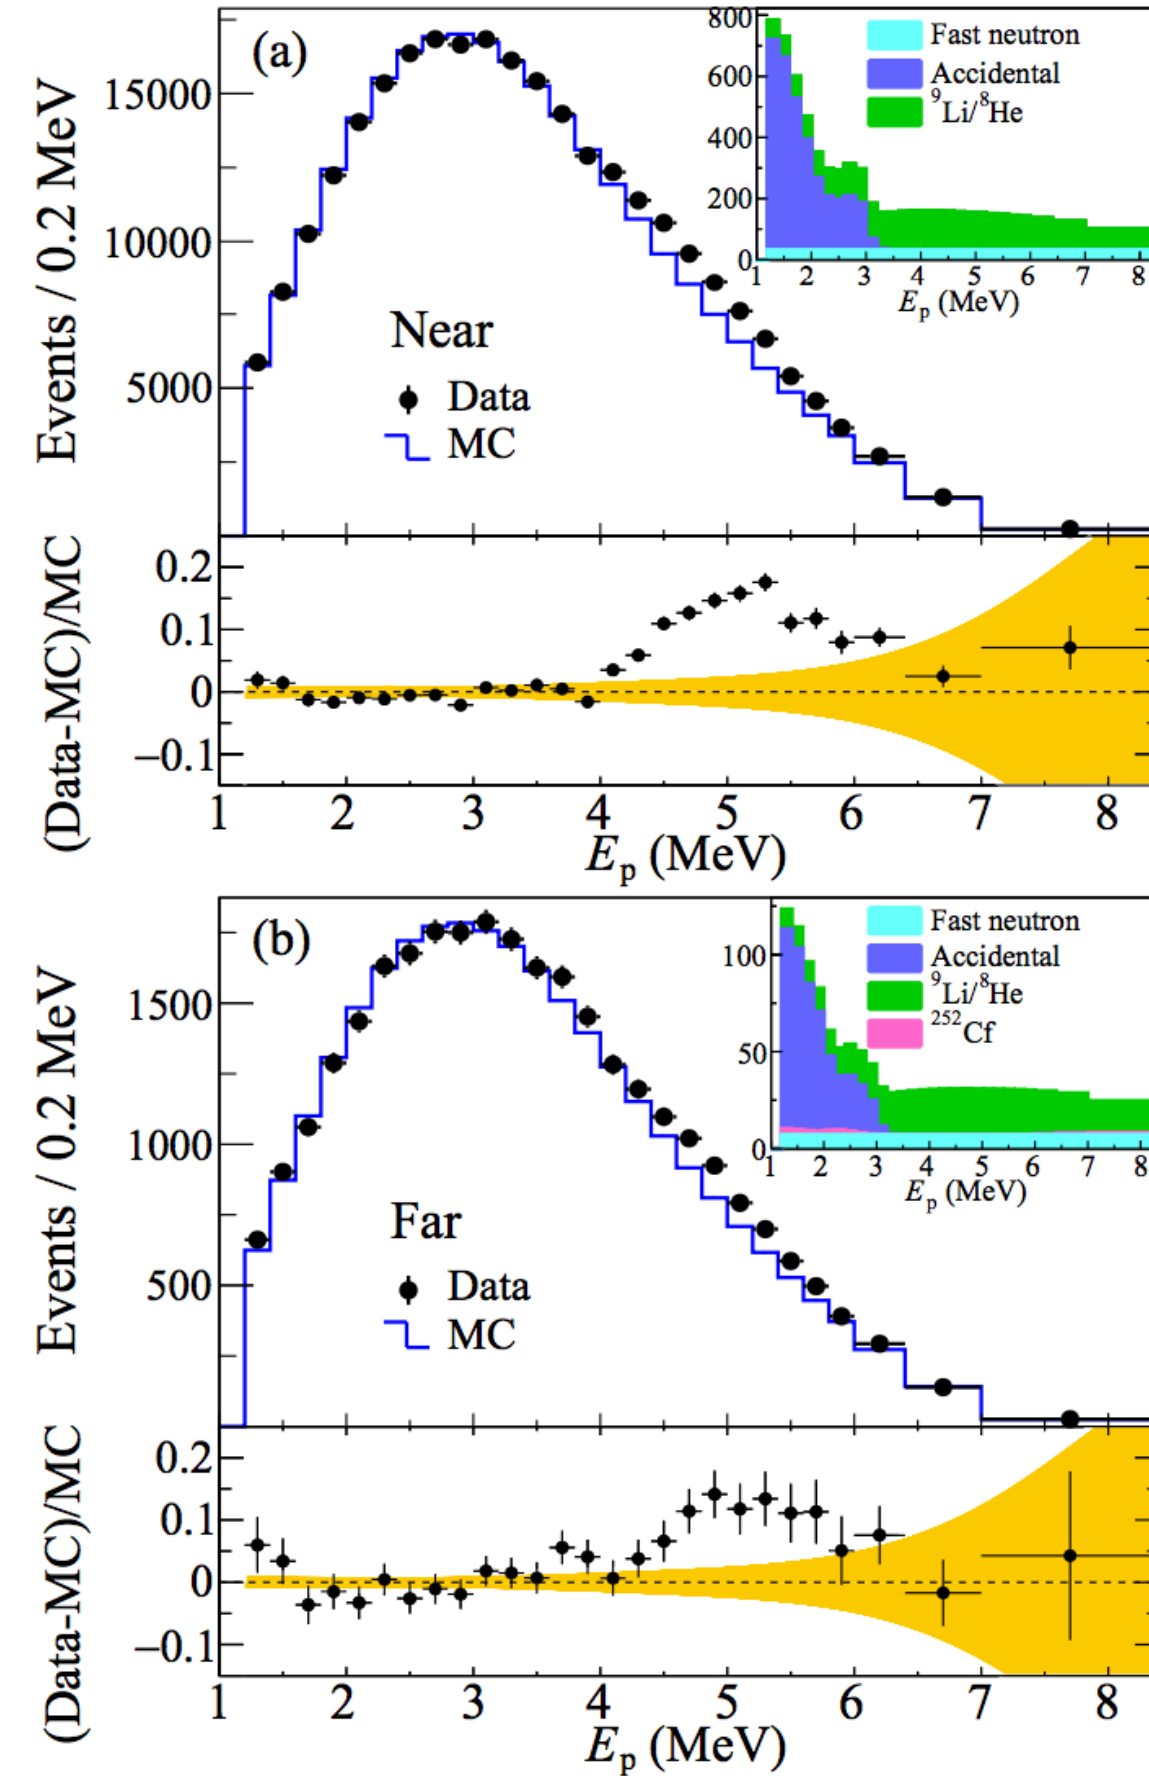 (a)
Events / 0.2 MeV
15000
10000
5000
Near
Data
MC
800
600
400
200
0
Fast neutron
Accidental
⁹Li/⁸He
1 2 3 4 5 6 7 8
Eₚ (MeV)
(Data-MC)/MC
0.2
0.1
0
−0.1
1 2 3 4 5 6 7 8
Eₚ (MeV)
(b)
Events / 0.2 MeV
1500
1000
500
Far
Data
MC
100
50
0
Fast neutron
Accidental
⁹Li/⁸He
²⁵²Cf
1 2 3 4 5 6 7 8
Eₚ (MeV)
(Data-MC)/MC
0.2
0.1
0
−0.1
1 2 3 4 5 6 7 8
Eₚ (MeV)